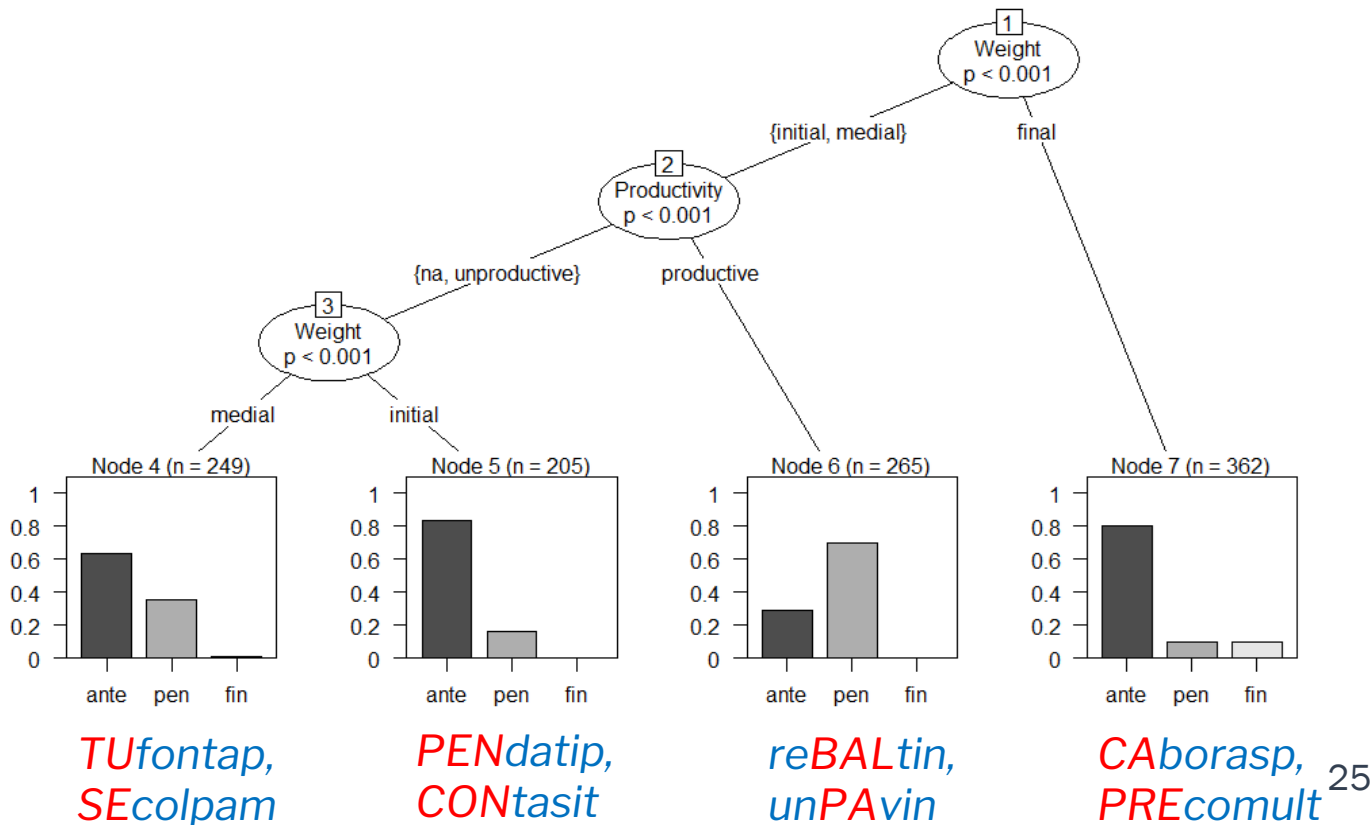 1
Weight
p < 0.001
{initial, medial}
final
2
Productivity
p < 0.001
{na, unproductive}
productive
3
Weight
p < 0.001
medial
initial
Node 4 (n = 249)
1
0.8
0.6
0.4
0.2
0
ante pen fin
Node 5 (n = 205)
1
0.8
0.6
0.4
0.2
0
ante pen fin
Node 6 (n = 265)
1
0.8
0.6
0.4
0.2
0
ante pen fin
Node 7 (n = 362)
1
0.8
0.6
0.4
0.2
0
ante pen fin
TUfontap,
SEcolpam
PENdatip,
CONtasit
reBALtin,
unPAvin
CAborasp,
PREcomult
25